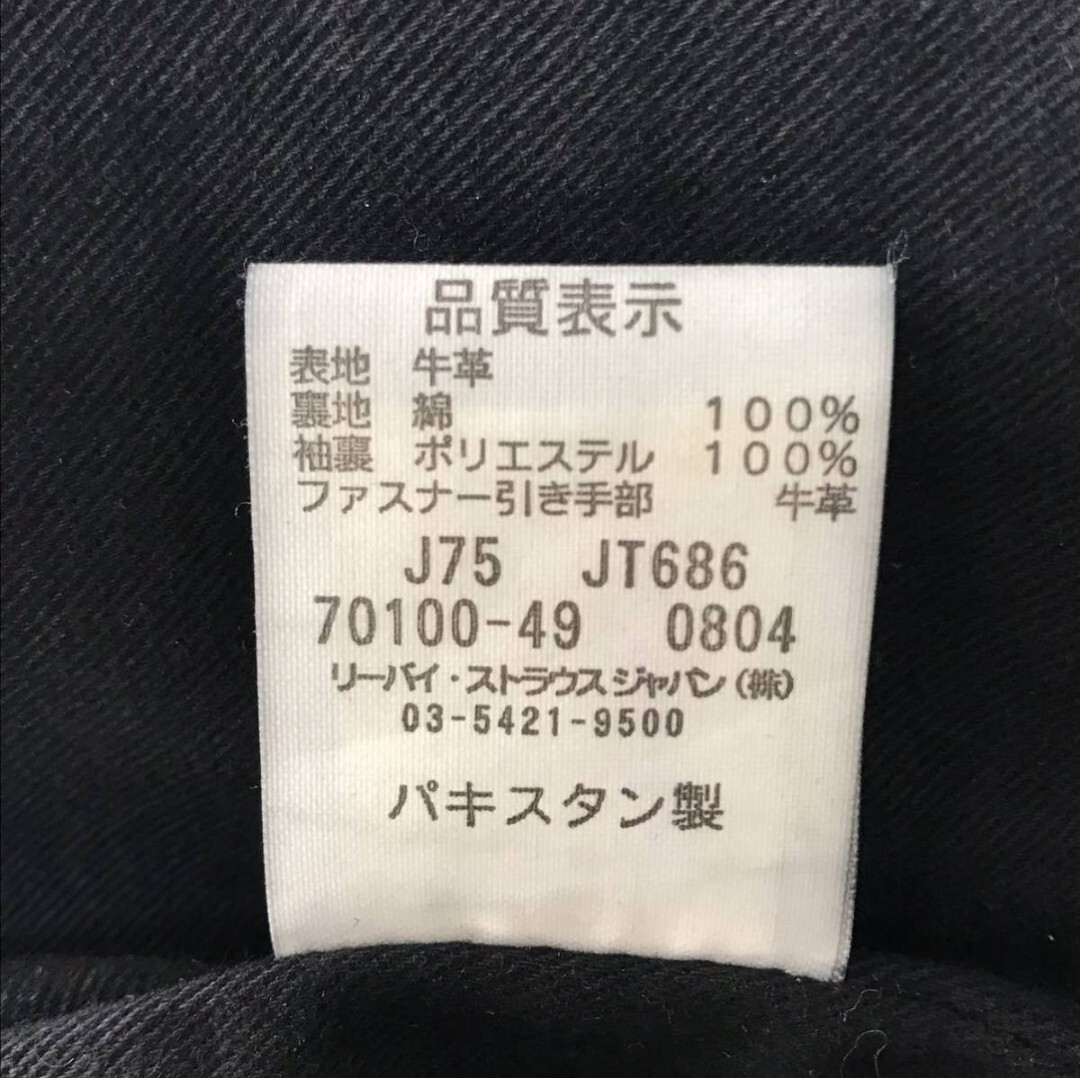 品質表示
表地 牛革
裏地 綿 100%
袖裏 ポリエステル 100%
ファスナー引き手部 牛革
J75 JT686
70100-49 0804
リーバイ・ストラウスジャパン(株)
03-5421-9500
パキスタン製